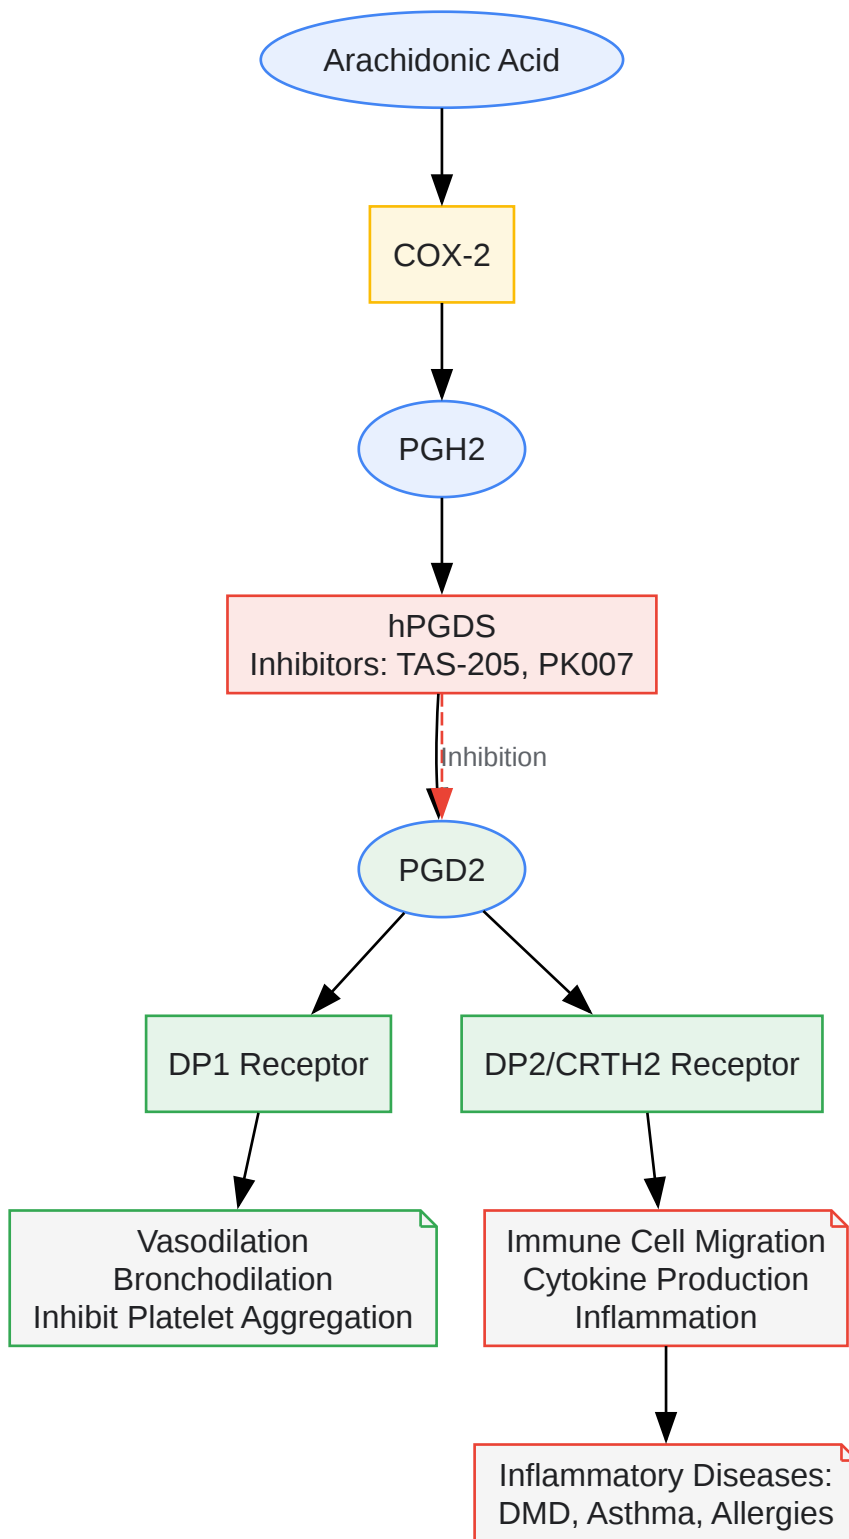 Arachidonic Acid
COX-2
PGH2
hPGDS
Inhibitors: TAS-205, PK007
Inhibition
PGD2
DP1 Receptor
DP2/CRTH2 Receptor
Vasodilation
Bronchodilation
Inhibit Platelet Aggregation
Immune Cell Migration
Cytokine Production
Inflammation
Inflammatory Diseases:
DMD, Asthma, Allergies